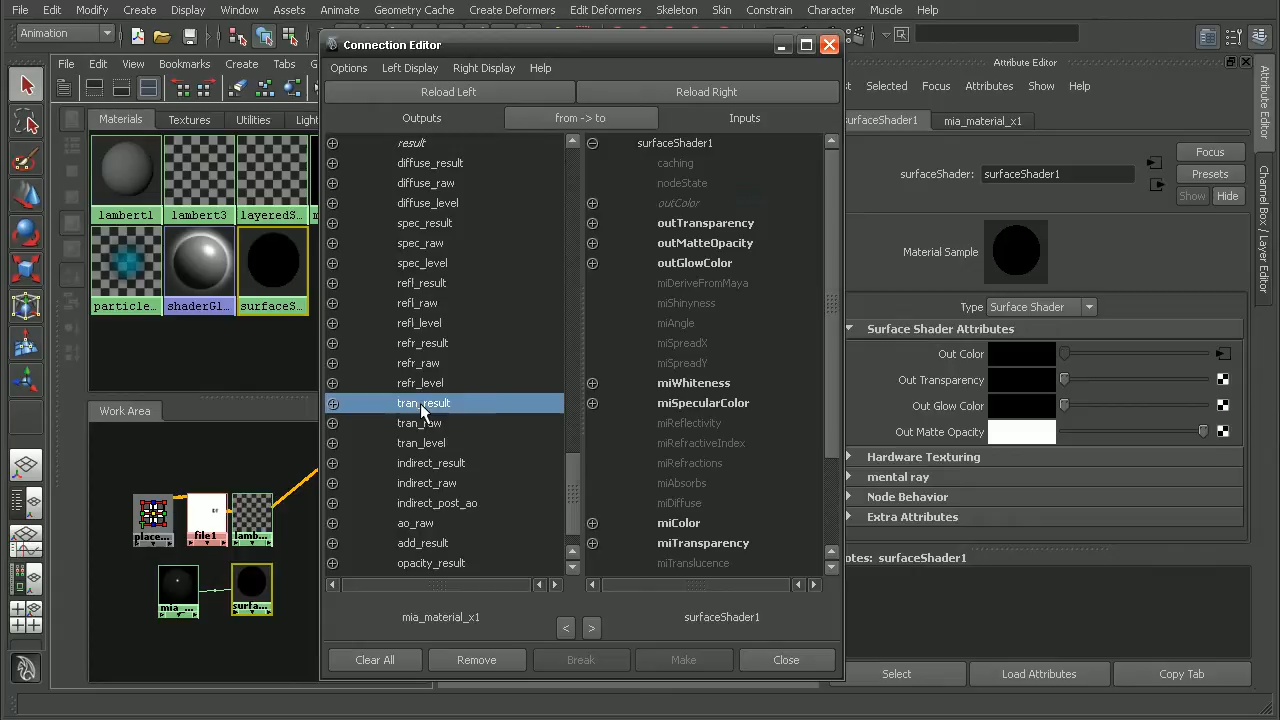 File Edit Modify Create Display Window Assets Animate Geometry Cache Create Deformers Edit Deformers Skeleton Skin Constrain Character Muscle Help
Animation
Connection Editor
Attribute Editor
File Edit View Bookmarks Create Tabs
Options Left Display Right Display Help
Selected Focus Attributes Show Help
Reload Left Reload Right
Materials Textures Utilities
Outputs from -> to Inputs
surfaceShader1 mia_material_x1
result surfaceShader1
diffuse_result caching
diffuse_raw nodeState
diffuse_level outColor
spec_result outTransparency
spec_raw outMatteOpacity
spec_level outGlowColor
refl_result miDeriveFromMaya
refl_raw miShinyness
refl_level miAngle
refr_result miSpreadX
refr_raw miSpreadY
refr_level miWhiteness
tran_result miSpecularColor
tran_raw miReflectivity
tran_level miRefractiveIndex
indirect_result miRefractions
indirect_raw miAbsorbs
indirect_post_ao miDiffuse
ao_raw miColor
add_result miTransparency
opacity_result miTranslucence
mia_material_x1 surfaceShader1
< >
Clear All Remove Break Make Close
lambert1 lambert3 layeredS...
particle... shaderGl... surfaceS...
Work Area
place... file1 lamb...
mia_... surfa...
Focus
surfaceShader: surfaceShader1 Presets
Show Hide
Material Sample
Type Surface Shader
Surface Shader Attributes
Out Color
Out Transparency
Out Glow Color
Out Matte Opacity
Hardware Texturing
mental ray
Node Behavior
Extra Attributes
otes: surfaceShader1
Select Load Attributes Copy Tab
Attribute Editor
Channel Box / Layer Editor